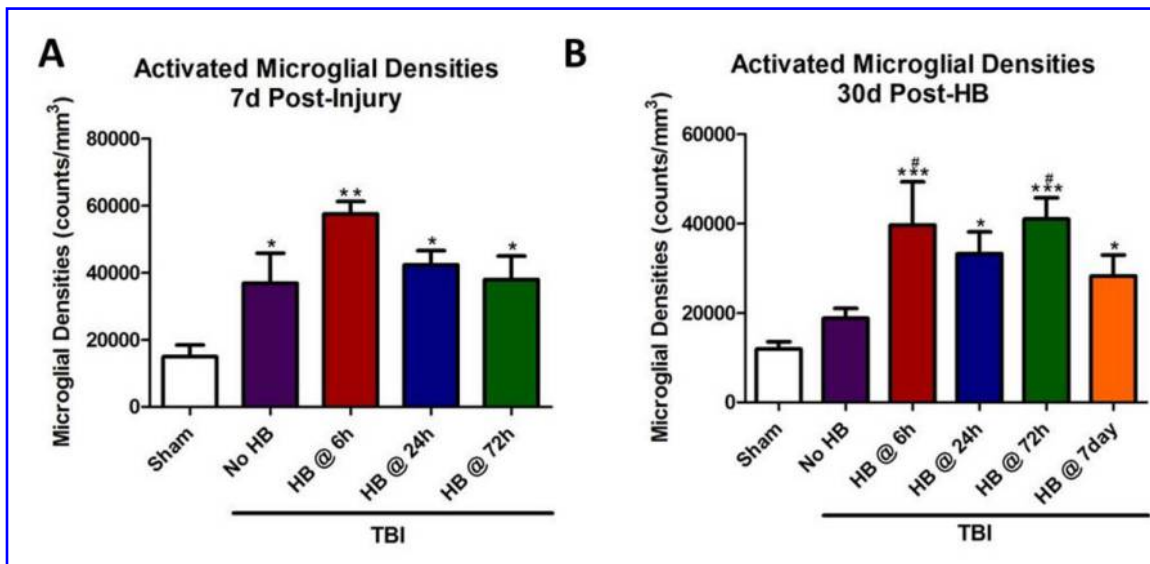 A
Activated Microglial Densities
7d Post-Injury
Microglial Densities (counts/mm³)
80000
60000
40000
20000
0
*
**
*
*
Sham
No HB
HB @ 6h
HB @ 24h
HB @ 72h
TBI
B
Activated Microglial Densities
30d Post-HB
Microglial Densities (counts/mm³)
60000
40000
20000
0
#
***
*
#
***
*
Sham
No HB
HB @ 6h
HB @ 24h
HB @ 72h
HB @ 7day
TBI